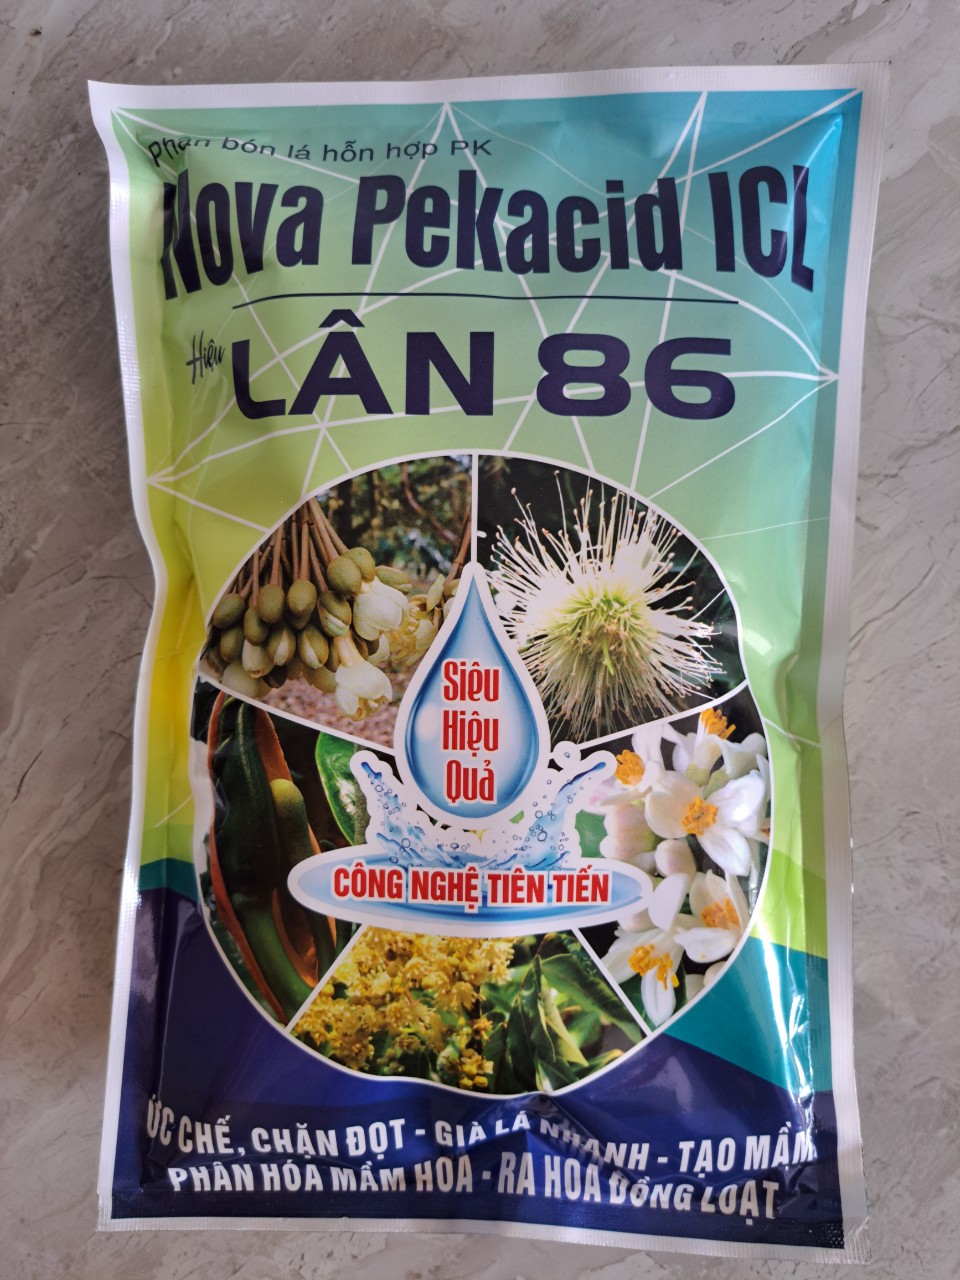 Phân bón lá hỗn hợp PK
Nova Pekacid ICL
Hiệu LÂN 86
Siêu
Hiệu
Quả
CÔNG NGHỆ TIÊN TIẾN
ỨC CHẾ, CHẶN ĐỌT - GIÀ LÁ NHANH - TẠO MẦM
PHÂN HÓA MẦM HOA - RA HOA ĐỒNG LOẠT